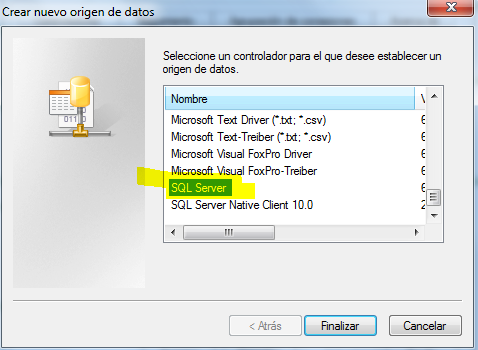 Crear nuevo origen de datos
Seleccione un controlador para el que desee establecer un
origen de datos.
Nombre V
Microsoft Text Driver (*.txt; *.csv) 6
Microsoft Text-Treiber (*.txt; *.csv) 6
Microsoft Visual FoxPro Driver 6
Microsoft Visual FoxPro-Treiber 6
SQL Server 6
SQL Server Native Client 10.0 2
< Atrás Finalizar Cancelar